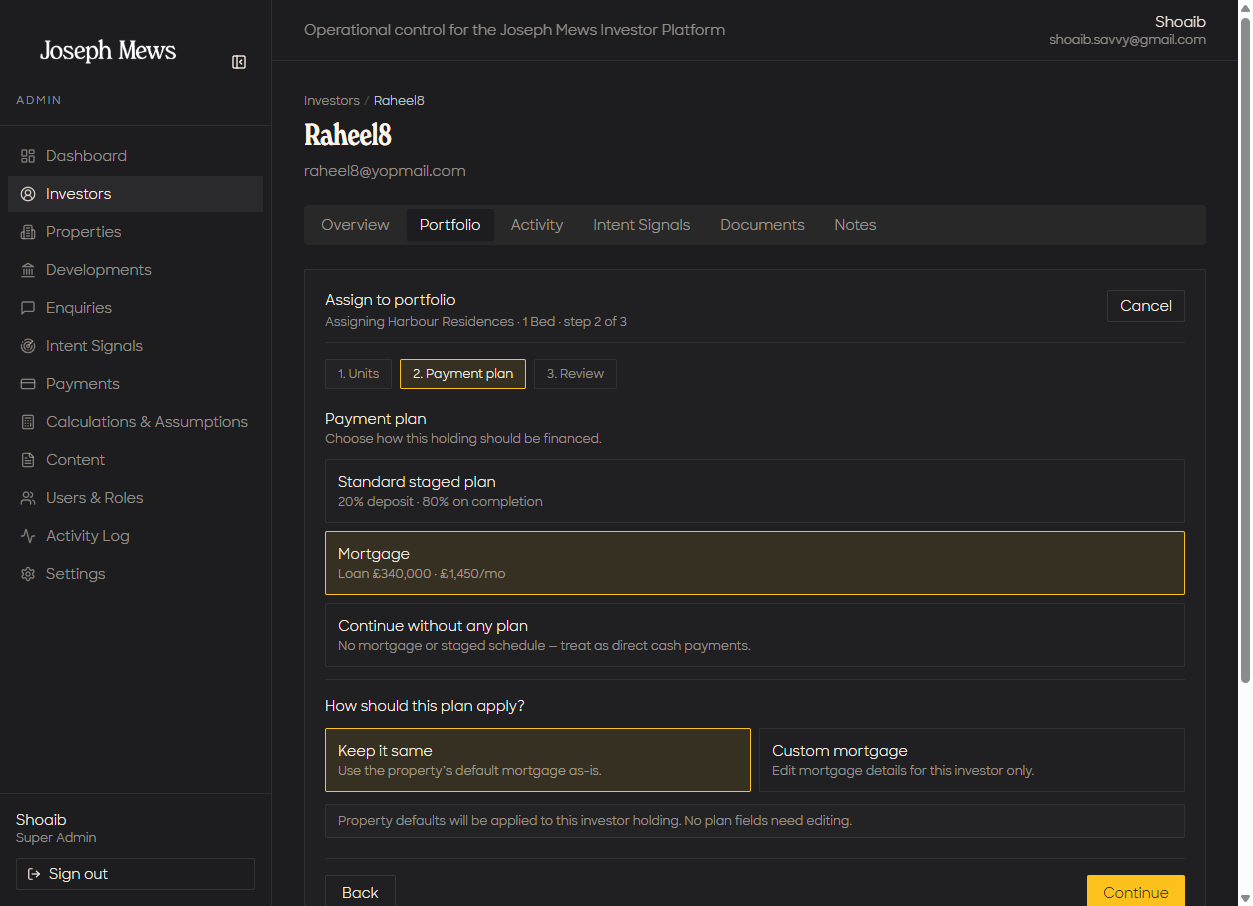 Joseph Mews
ADMIN
Dashboard
Investors
Properties
Developments
Enquiries
Intent Signals
Payments
Calculations & Assumptions
Content
Users & Roles
Activity Log
Settings
Shoaib
Super Admin
Sign out
Operational control for the Joseph Mews Investor Platform
Shoaib
shoaib.savvy@gmail.com
Investors / Raheel8
Raheel8
raheel8@yopmail.com
Overview Portfolio Activity Intent Signals Documents Notes
Assign to portfolio
Assigning Harbour Residences · 1 Bed · step 2 of 3
Cancel
1. Units 2. Payment plan 3. Review
Payment plan
Choose how this holding should be financed.
Standard staged plan
20% deposit · 80% on completion
Mortgage
Loan £340,000 · £1,450/mo
Continue without any plan
No mortgage or staged schedule — treat as direct cash payments.
How should this plan apply?
Keep it same
Use the property's default mortgage as-is.
Custom mortgage
Edit mortgage details for this investor only.
Property defaults will be applied to this investor holding. No plan fields need editing.
Back
Continue